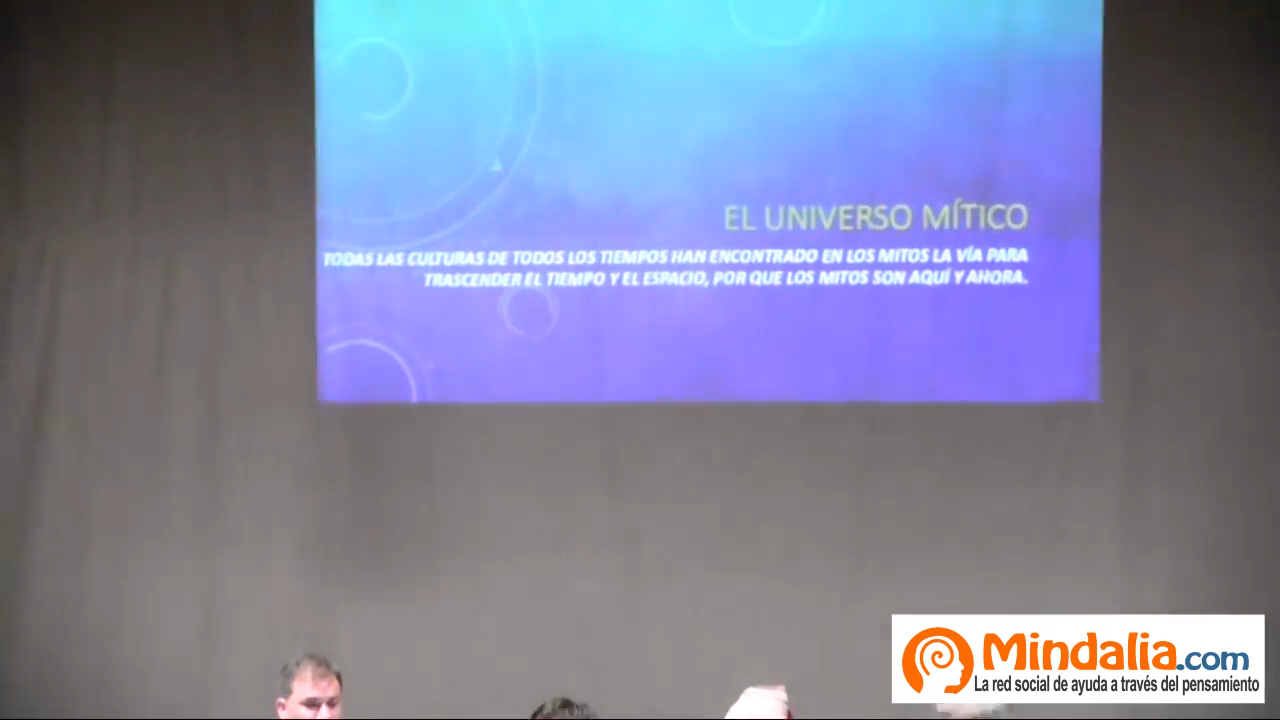 EL UNIVERSO MÍTICO
TODAS LAS CULTURAS DE TODOS LOS TIEMPOS HAN ENCONTRADO EN LOS MITOS LA VÍA PARA
TRASCENDER EL TIEMPO Y EL ESPACIO, POR QUE LOS MITOS SON AQUÍ Y AHORA.
Mindalia.com
La red social de ayuda a través del pensamiento